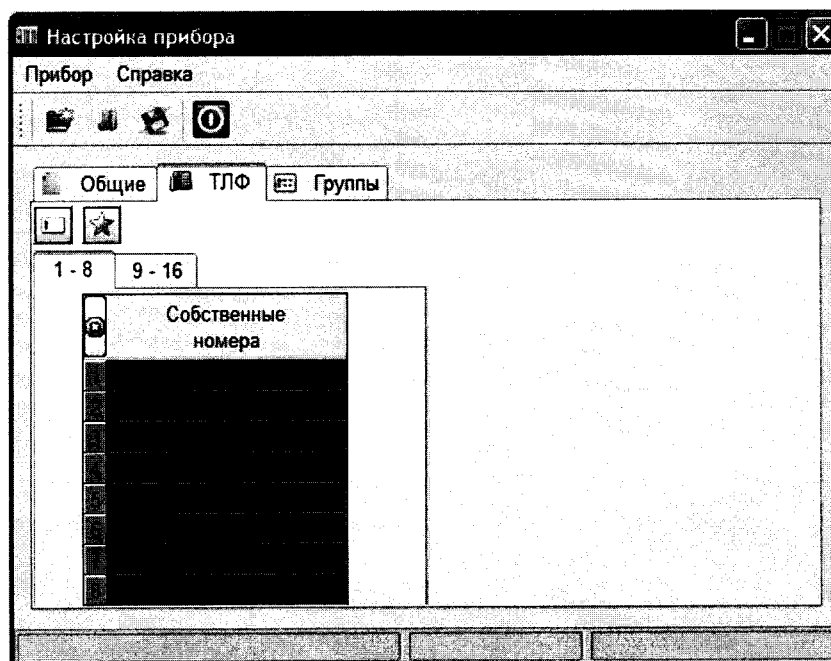 Настройка прибора
Прибор Справка
Общие ТЛФ Группы
1 - 8 9 - 16
Собственные
номера